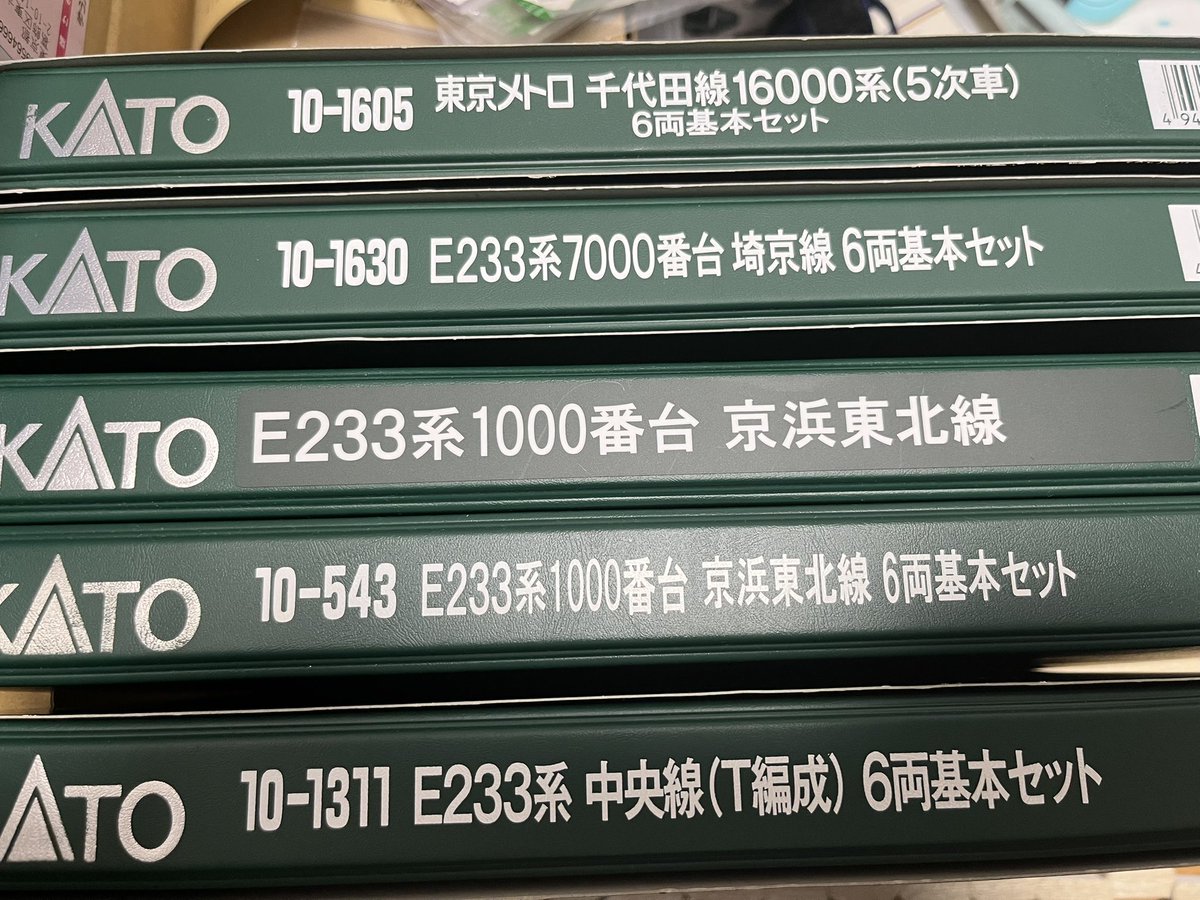 KATO 10-1605 東京メトロ 千代田線16000系(5次車)
6両基本セット
494
KATO 10-1630 E233系7000番台 埼京線 6両基本セット
KATO E233系1000番台 京浜東北線
KATO 10-543 E233系1000番台 京浜東北線 6両基本セット
KATO 10-1311 E233系 中央線(T編成) 6両基本セット